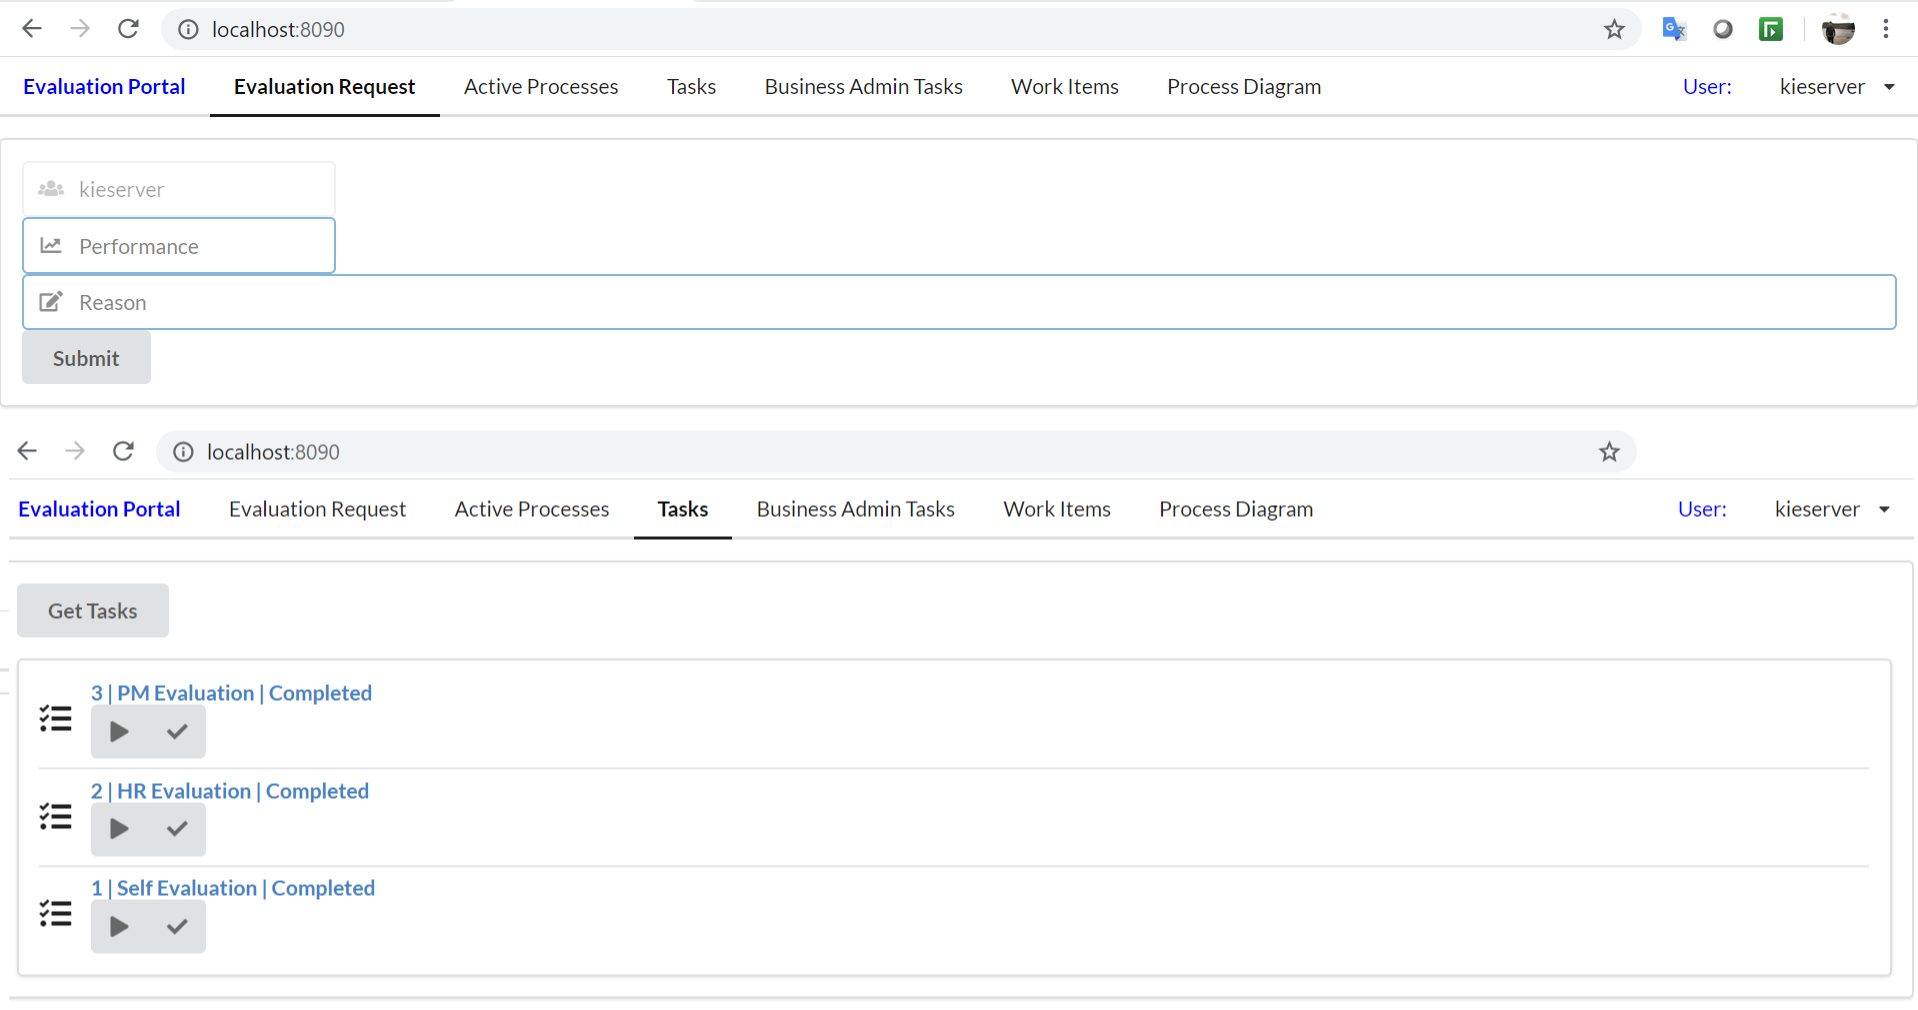 localhost:8090
Evaluation Portal Evaluation Request Active Processes Tasks Business Admin Tasks Work Items Process Diagram User: kieserver
kieserver
Performance
Reason
Submit
localhost:8090
Evaluation Portal Evaluation Request Active Processes Tasks Business Admin Tasks Work Items Process Diagram User: kieserver
Get Tasks
3 | PM Evaluation | Completed
2 | HR Evaluation | Completed
1 | Self Evaluation | Completed